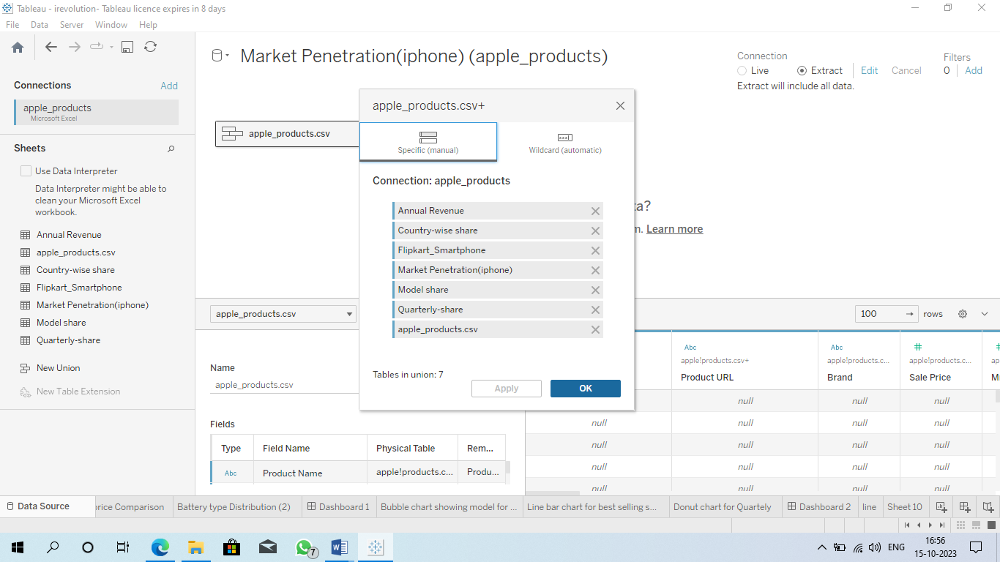 Tableau - irevolution- Tableau licence expires in 8 days
File Data Server Window Help
Connections Add
apple_products
Microsoft Excel
Sheets
Use Data Interpreter
Data Interpreter might be able to
clean your Microsoft Excel
workbook.
Annual Revenue
apple_products.csv
Country-wise share
Flipkart_Smartphone
Market Penetration(iphone)
Model share
Quarterly-share
New Union
New Table Extension
Market Penetration(iphone) (apple_products)
Connection
Live Extract Edit Cancel
Extract will include all data.
Filters
0 Add
apple_products.csv
apple_products.csv+
Specific (manual) Wildcard (automatic)
Connection: apple_products
Annual Revenue
Country-wise share
Flipkart_Smartphone
Market Penetration(iphone)
Model share
Quarterly-share
apple_products.csv
Tables in union: 7
Apply OK
ta?
m. Learn more
apple_products.csv 100 rows
Name
apple_products.csv
Fields
Type Field Name Physical Table Rem...
Abc Product Name apple!products.c... Produ...
Abc Abc
apple!products.csv+ apple!products.c... apple!products.c... ap
Product URL Brand Sale Price M
null null null
null null null null
null null null null
null null null null
null null null null
Data Source price Comparison Battery type Distribution (2) Dashboard 1 Bubble chart showing model for ... Line bar chart for best selling s... Donut chart for Quartely Dashboard 2 line Sheet 10
7
ENG
16:56
15-10-2023